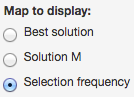 Map to display:
Best solution
Solution M
Selection frequency